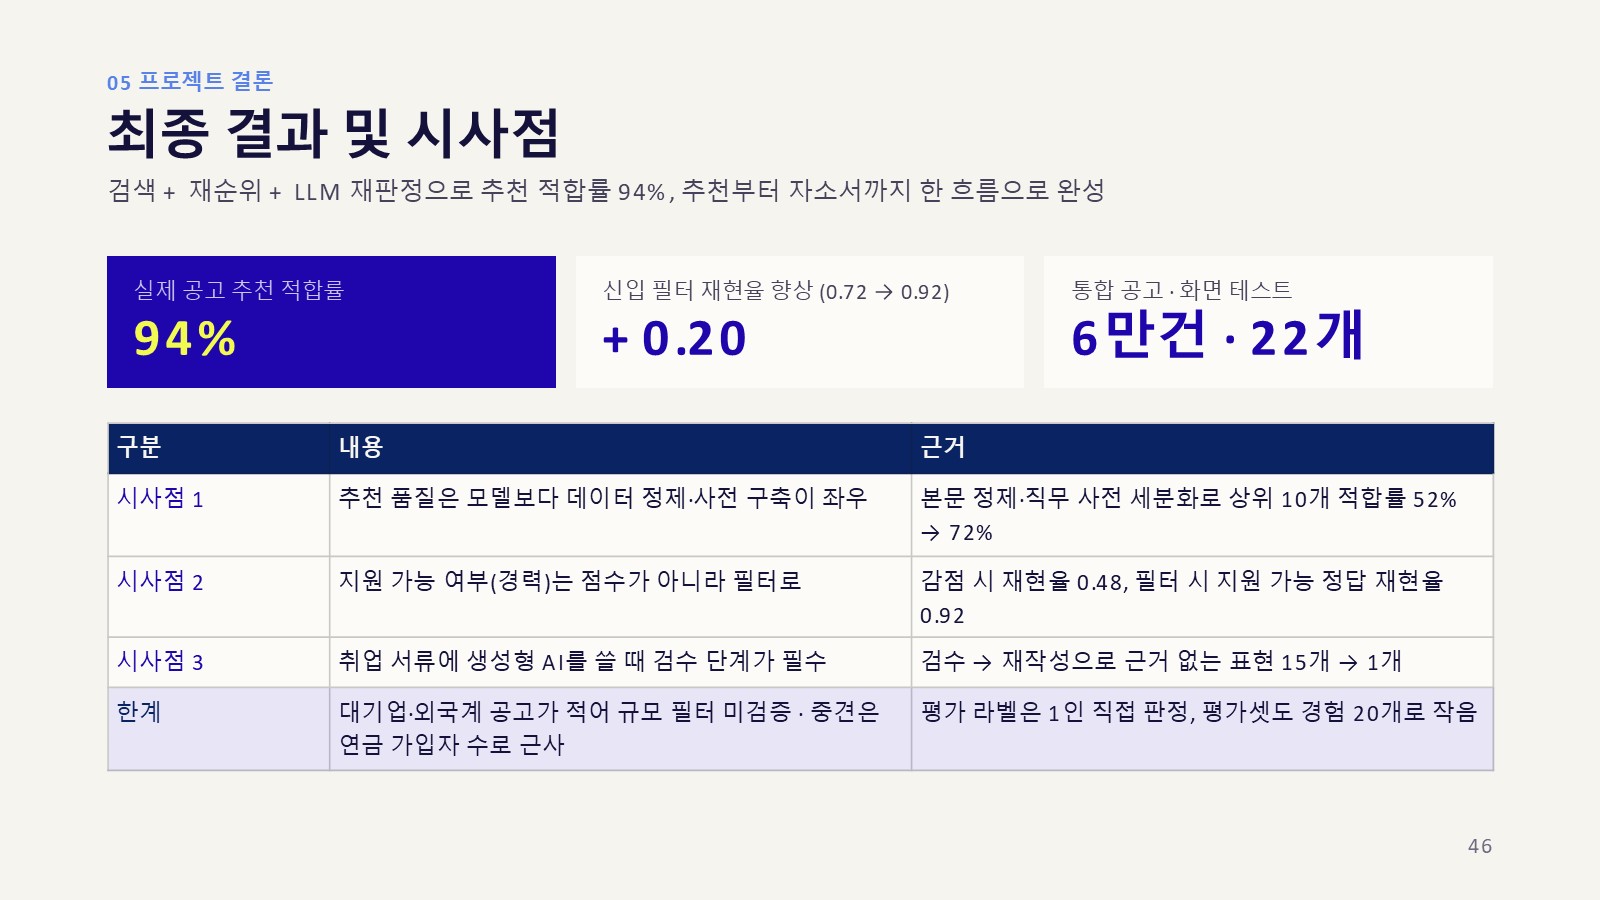 05 프로젝트 결론
최종 결과 및 시사점
검색 + 재순위 + LLM 재판정으로 추천 적합률 94%, 추천부터 자소서까지 한 흐름으로 완성
실제 공고 추천 적합률
94%
신입 필터 재현율 향상 (0.72 → 0.92)
+ 0.20
통합 공고 · 화면 테스트
6만건 · 22개
구분 내용 근거
시사점 1 추천 품질은 모델보다 데이터 정제·사전 구축이 좌우 본문 정제·직무 사전 세분화로 상위 10개 적합률 52%
→ 72%
시사점 2 지원 가능 여부(경력)는 점수가 아니라 필터로 감점 시 재현율 0.48, 필터 시 지원 가능 정답 재현율
0.92
시사점 3 취업 서류에 생성형 AI를 쓸 때 검수 단계가 필수 검수 → 재작성으로 근거 없는 표현 15개 → 1개
한계 대기업·외국계 공고가 적어 규모 필터 미검증 · 중견은 평가 라벨은 1인 직접 판정, 평가셋도 경험 20개로 작음
연금 가입자 수로 근사
46